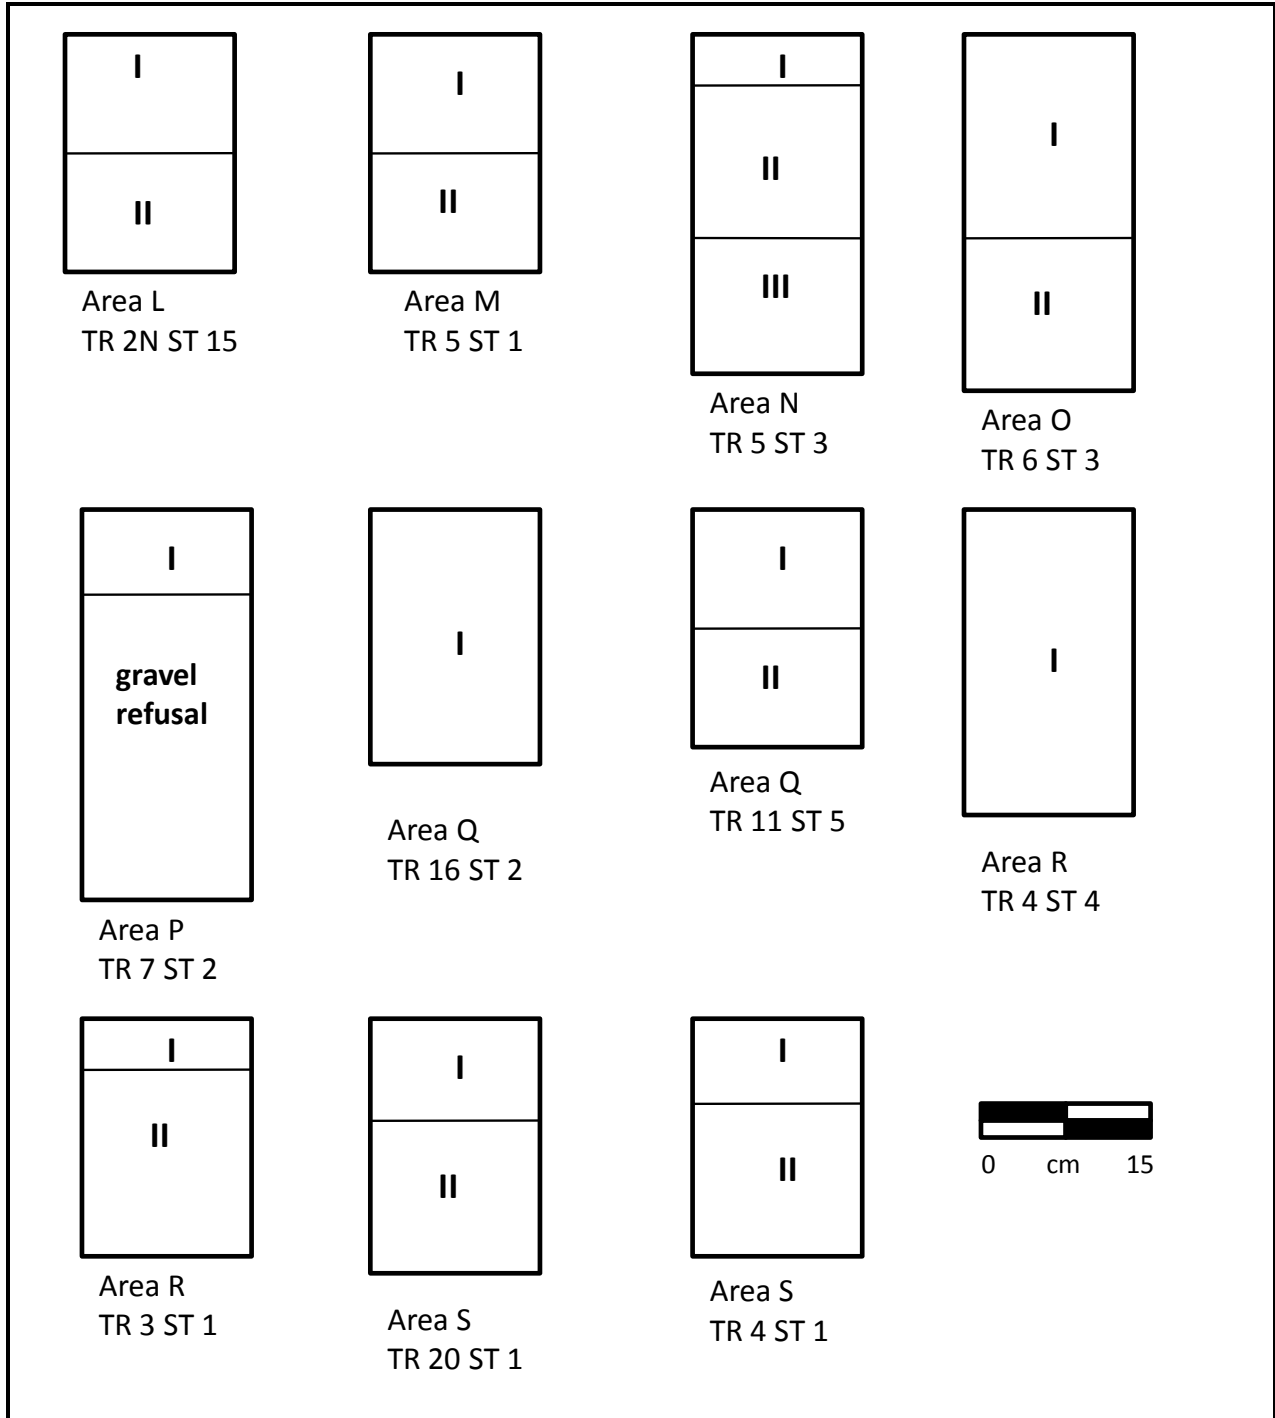 I
II
Area L
TR 2N ST 15
I
II
Area M
TR 5 ST 1
I
II
III
Area N
TR 5 ST 3
I
II
Area O
TR 6 ST 3
I
gravel
refusal
Area P
TR 7 ST 2
I
Area Q
TR 16 ST 2
I
II
Area Q
TR 11 ST 5
I
Area R
TR 4 ST 4
I
II
Area R
TR 3 ST 1
I
II
Area S
TR 20 ST 1
I
II
Area S
TR 4 ST 1
0 cm 15